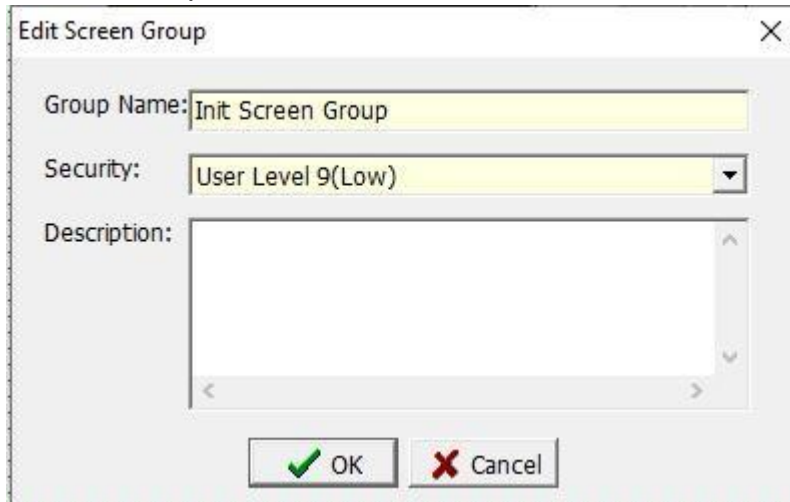 Edit Screen Group
Group Name: Init Screen Group
Security: User Level 9(Low)
Description:
OK Cancel